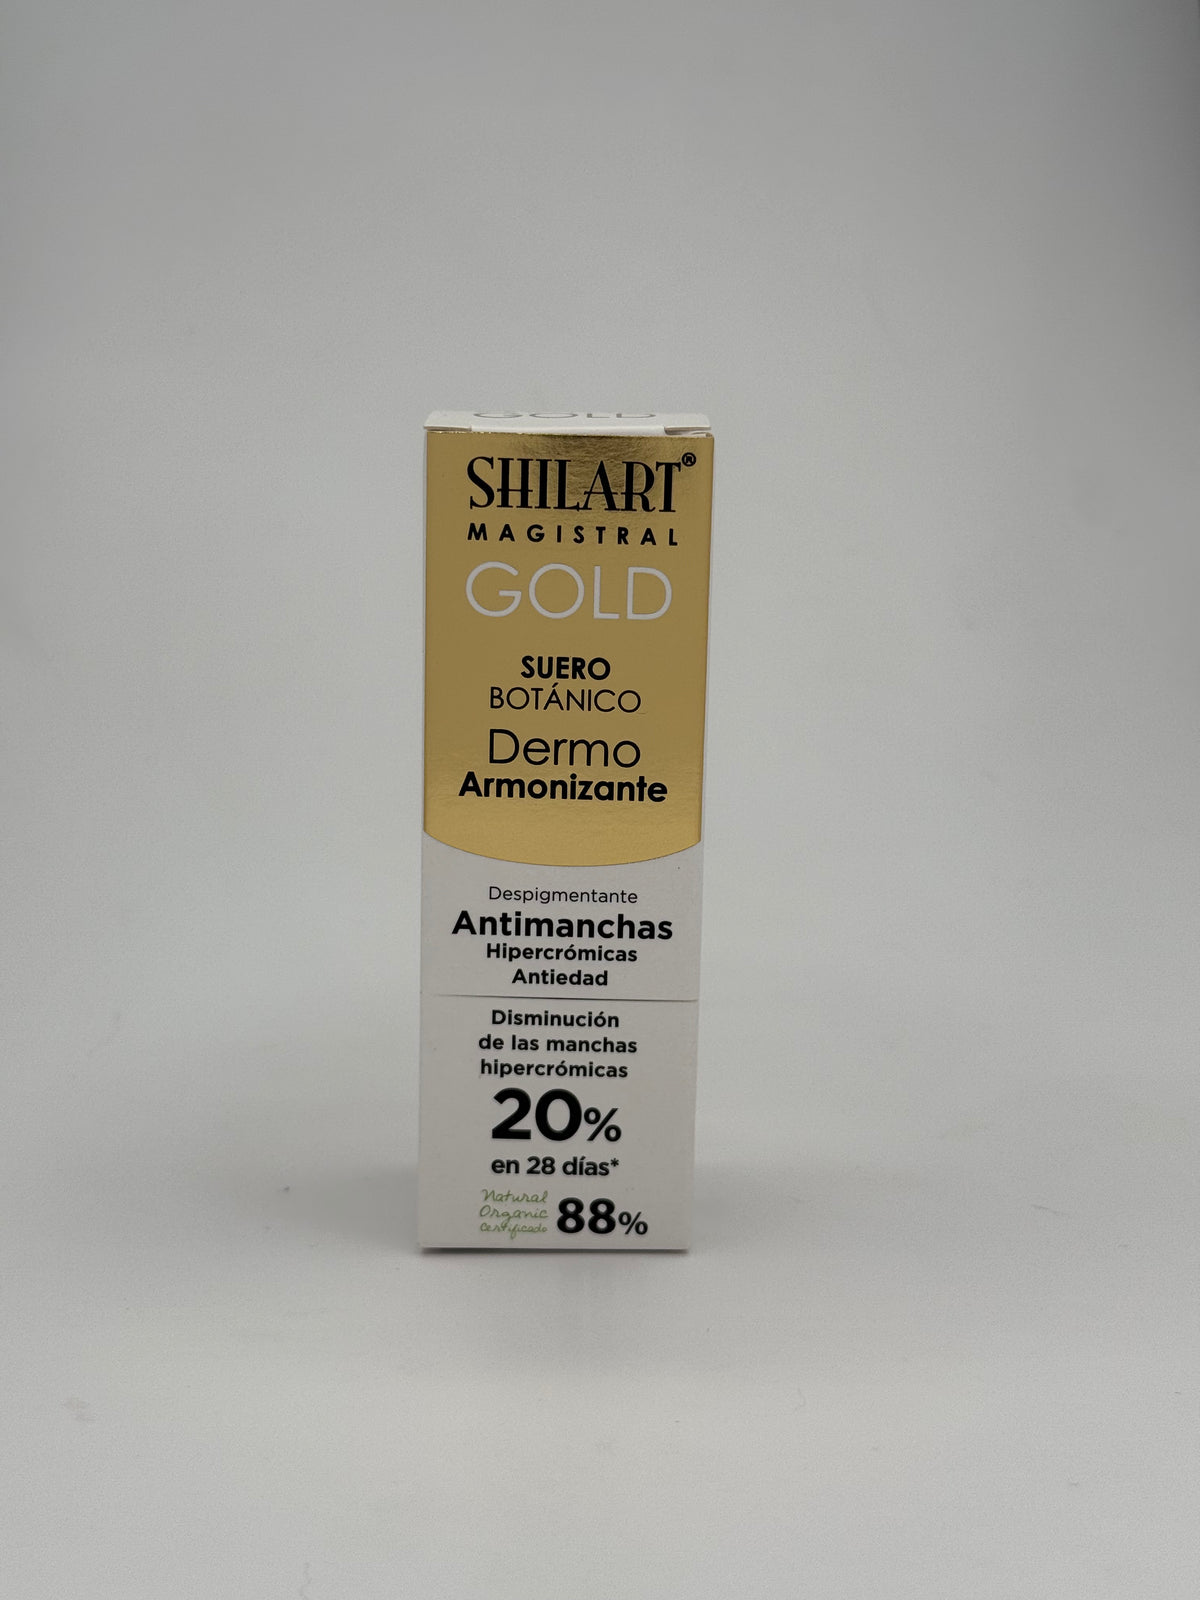 GOLD
SHILART®
MAGISTRAL
GOLD
SUERO
BOTÁNICO
Dermo
Armonizante
Despigmentante
Antimanchas
Hipercrómicas
Antiedad
Disminución
de las manchas
hipercrómicas
20%
en 28 días*
Natural
Organic
certificado
88%